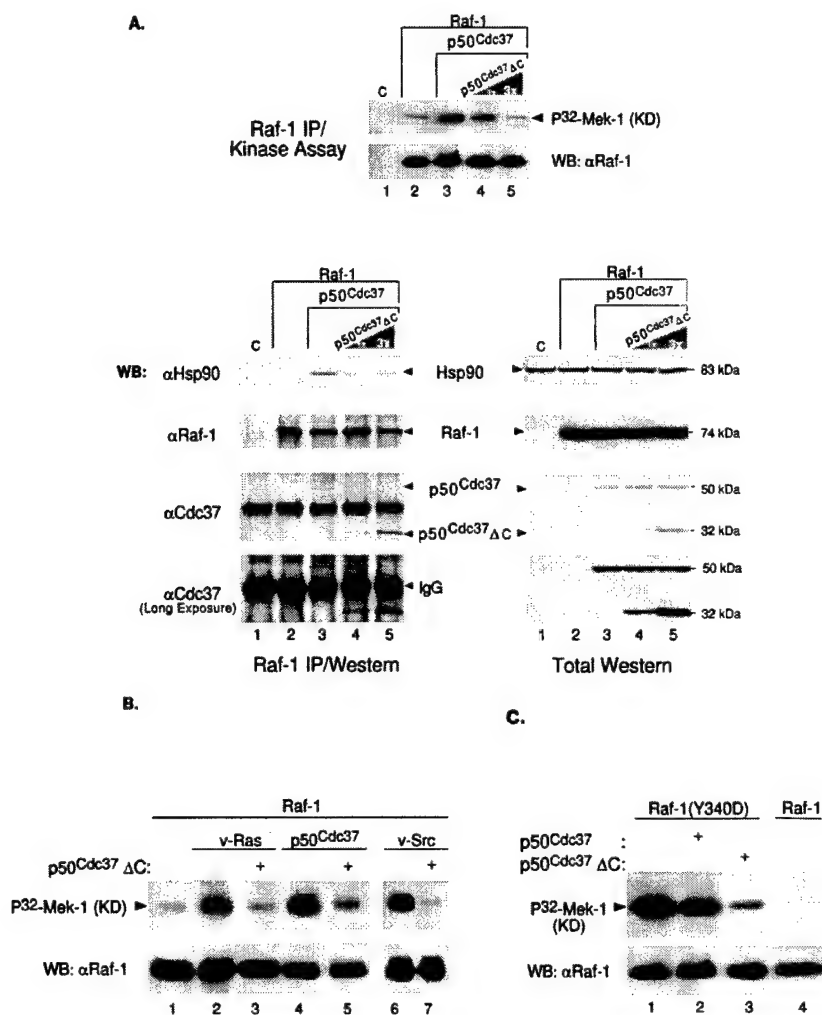 A.
Raf-1
p50Cdc37
p50Cdc37ΔC
C 3x
Raf-1 IP/
Kinase Assay
P32-Mek-1 (KD)
WB: αRaf-1
1 2 3 4 5
Raf-1
p50Cdc37
p50Cdc37ΔC
C 3x
Raf-1
p50Cdc37
p50Cdc37ΔC
C 3x
WB: αHsp90 Hsp90 83 kDa
αRaf-1 Raf-1 74 kDa
αCdc37 p50Cdc37 50 kDa
p50Cdc37ΔC 32 kDa
αCdc37
(Long Exposure) IgG 50 kDa
32 kDa
1 2 3 4 5
1 2 3 4 5
Raf-1 IP/Western
Total Western
B.
Raf-1
v-Ras p50Cdc37 v-Src
p50Cdc37 ΔC: + + +
P32-Mek-1 (KD)
WB: αRaf-1
1 2 3 4 5 6 7
C.
Raf-1(Y340D) Raf-1
p50Cdc37 : +
p50Cdc37 ΔC: +
P32-Mek-1
(KD)
WB: αRaf-1
1 2 3 4